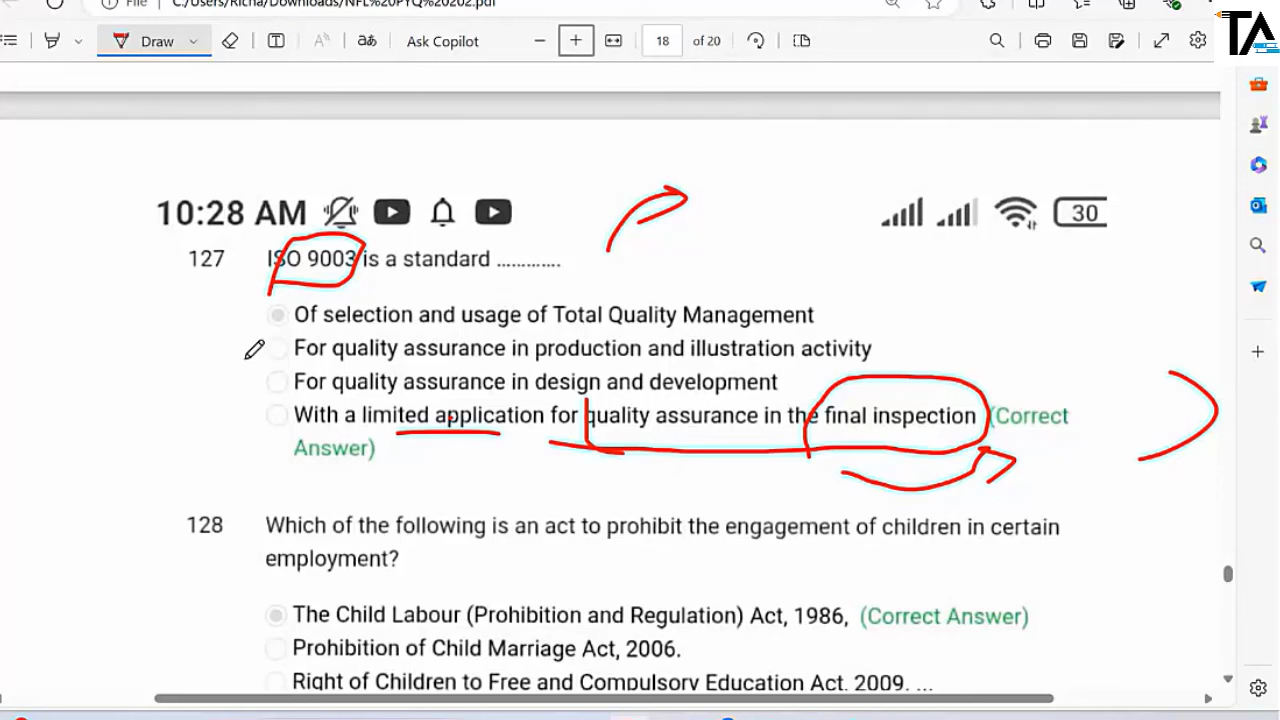 File C:/Users/Richa/Downloads/NFL%20PYQ%202.pdf
Draw Ask Copilot 18 of 20
TA
10:28 AM 30
127 ISO 9003 is a standard .............
Of selection and usage of Total Quality Management
For quality assurance in production and illustration activity
For quality assurance in design and development
With a limited application for quality assurance in the final inspection (Correct
Answer)
128 Which of the following is an act to prohibit the engagement of children in certain
employment?
The Child Labour (Prohibition and Regulation) Act, 1986, (Correct Answer)
Prohibition of Child Marriage Act, 2006.
Right of Children to Free and Compulsory Education Act, 2009. ...